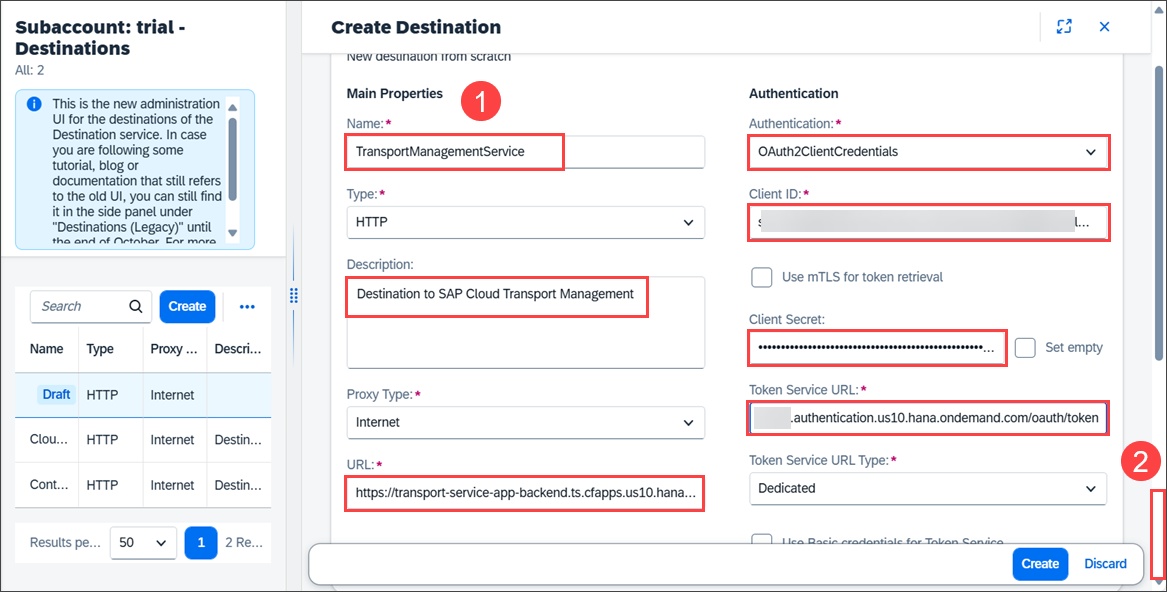 Subaccount: trial -
Destinations
All: 2
This is the new administration
UI for the destinations of the
Destination service. In case
you are following some
tutorial, blog or
documentation that still refers
to the old UI, you can still find
it in the side panel under
"Destinations (Legacy)" until
the end of October. For more
Search
Create
Name Type Proxy ... Descri...
Draft HTTP Internet
Clou... HTTP Internet Destin...
Cont... HTTP Internet Destin...
Results pe... 50 1 2 Re...
Create Destination
New destination from scratch
Main Properties
1
Name:*
TransportManagementService
Type:*
HTTP
Description:
Destination to SAP Cloud Transport Management
Proxy Type:*
Internet
URL:*
https://transport-service-app-backend.ts.cfapps.us10.hana...
Authentication
Authentication:*
OAuth2ClientCredentials
Client ID:*
s l...
Use mTLS for token retrieval
Client Secret:
Set empty
Token Service URL:*
.authentication.us10.hana.ondemand.com/oauth/token
Token Service URL Type:*
2
Dedicated
Use Basic credentials for Token Service
Create Discard